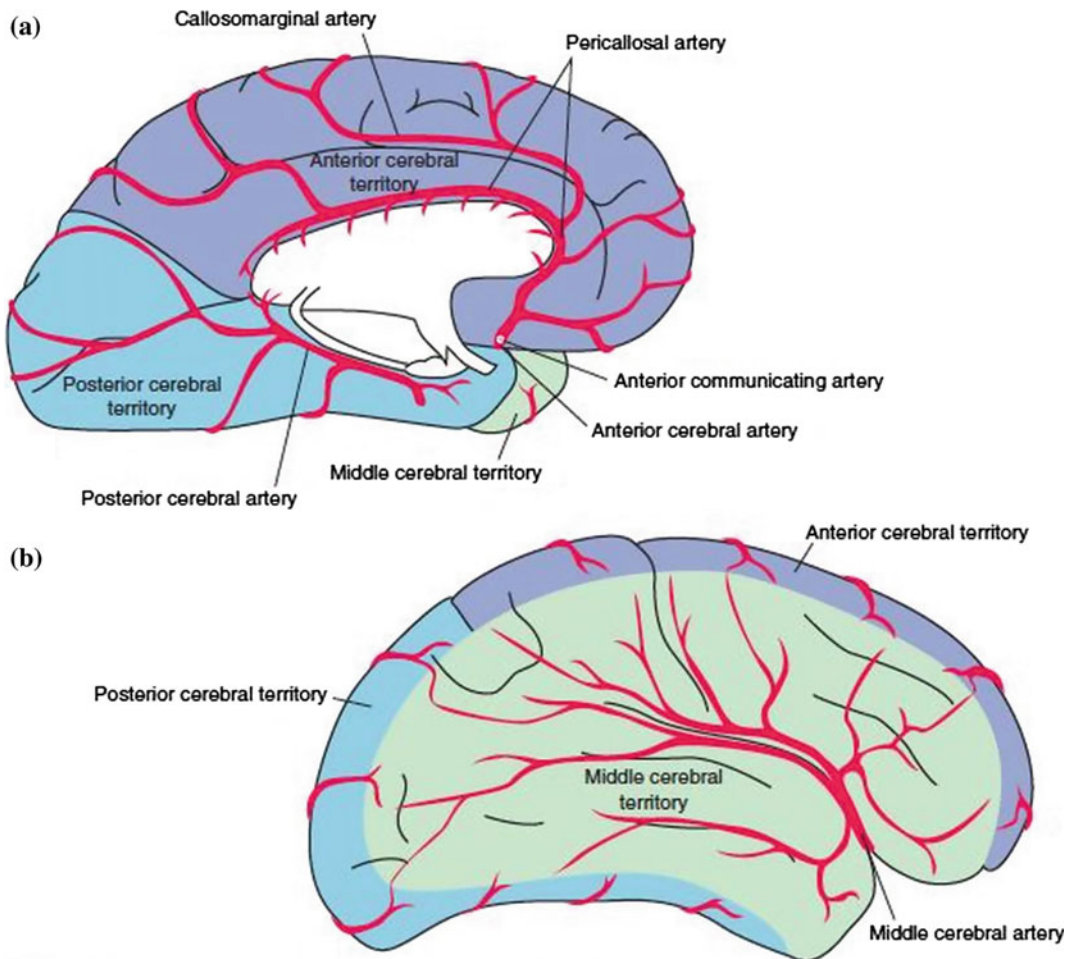 (a)
Callosomarginal artery
Pericallosal artery
Anterior cerebral
territory
Posterior cerebral
territory
Anterior communicating artery
Anterior cerebral artery
Middle cerebral territory
Posterior cerebral artery
(b)
Anterior cerebral territory
Posterior cerebral territory
Middle cerebral
territory
Middle cerebral artery